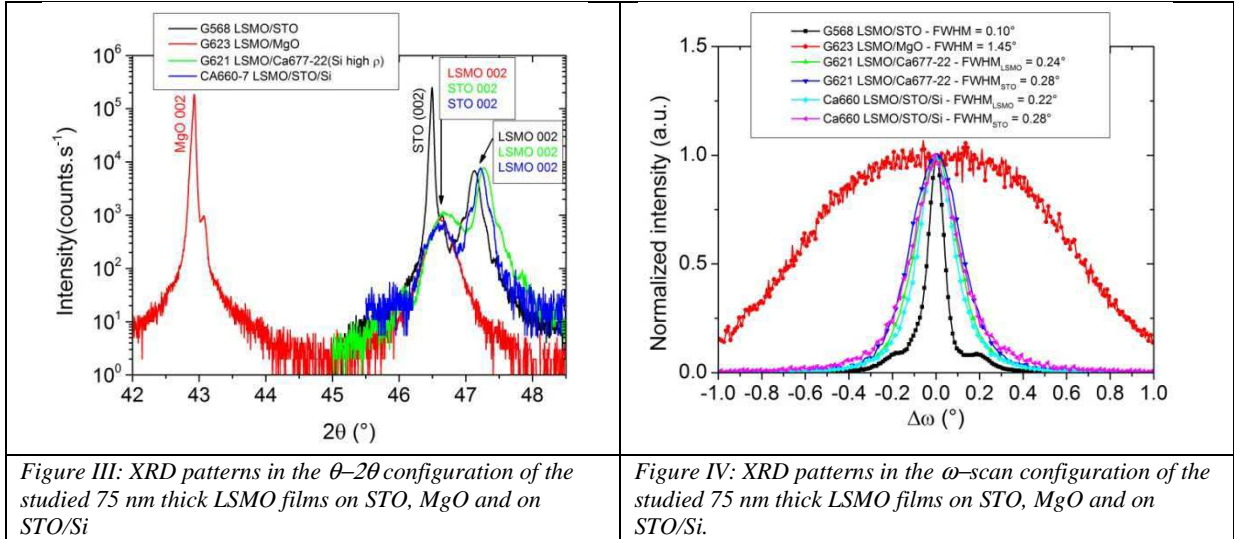 G568 LSMO/STO
G623 LSMO/MgO
G621 LSMO/Ca677-22(Si high ρ)
CA660-7 LSMO/STO/Si
10⁶
10⁵
10⁴
10³
10²
10¹
10⁰
Intensity(counts.s⁻¹)
MgO 002
STO (002)
LSMO 002
STO 002
STO 002
LSMO 002
LSMO 002
LSMO 002
42 43 44 45 46 47 48
2θ (°)
G568 LSMO/STO - FWHM = 0.10°
G623 LSMO/MgO - FWHM = 1.45°
G621 LSMO/Ca677-22 - FWHM_LSMO = 0.24°
G621 LSMO/Ca677-22 - FWHM_STO = 0.28°
Ca660 LSMO/STO/Si - FWHM_LSMO = 0.22°
Ca660 LSMO/STO/Si - FWHM_STO = 0.28°
1.5
1.0
0.5
0.0
Normalized intensity (a.u.)
-1.0 -0.8 -0.6 -0.4 -0.2 0.0 0.2 0.4 0.6 0.8 1.0
Δω (°)
Figure III: XRD patterns in the θ–2θ configuration of the
studied 75 nm thick LSMO films on STO, MgO and on
STO/Si
Figure IV: XRD patterns in the ω–scan configuration of the
studied 75 nm thick LSMO films on STO, MgO and on
STO/Si.